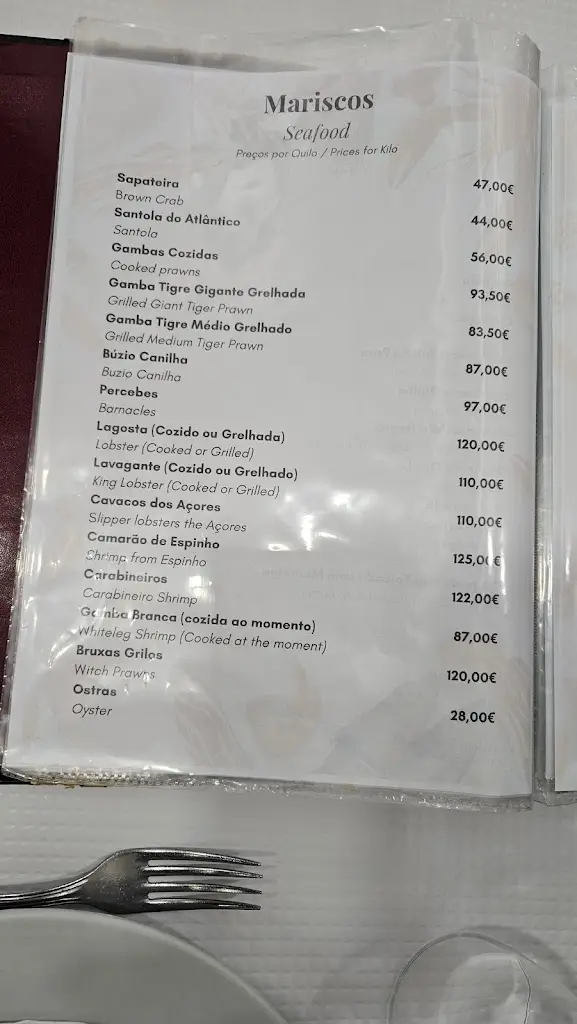 Mariscos
Seafood
Preços por Quilo / Prices for Kilo
Sapateira 47,00€
Brown Crab
Santola do Atlântico 44,00€
Santola
Gambas Cozidas 56,00€
Cooked prawns
Gamba Tigre Gigante Grelhada 93,50€
Grilled Giant Tiger Prawn
Gamba Tigre Médio Grelhado 83,50€
Grilled Medium Tiger Prawn
Búzio Canilha 87,00€
Buzio Canilha
Percebes 97,00€
Barnacles
Lagosta (Cozido ou Grelhada) 120,00€
Lobster (Cooked or Grilled)
Lavagante (Cozido ou Grelhado) 110,00€
King Lobster (Cooked or Grilled)
Cavacos dos Açores 110,00€
Slipper lobsters the Açores
Camarão de Espinho 125,00€
Shrimp from Espinho
Carabineiros 122,00€
Carabineiro Shrimp
Gamba Branca (cozida ao momento) 87,00€
Whiteleg Shrimp (Cooked at the moment)
Bruxas Grilos 120,00€
Witch Prawns
Ostras 28,00€
Oyster